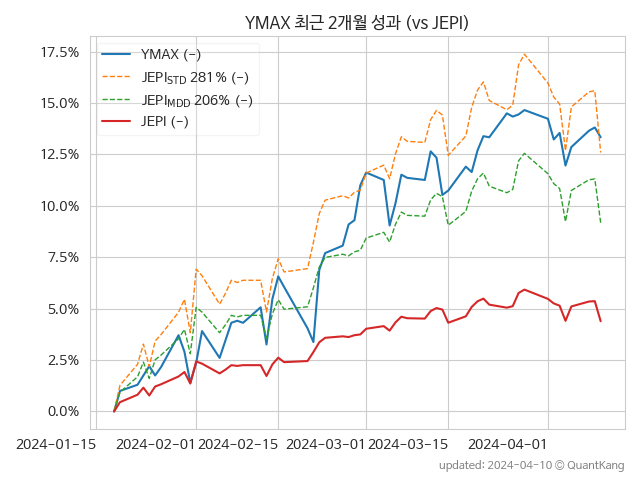 YMAX 최근 2개월 성과 (vs JEPI)
YMAX (-)
JEPI_STD 281% (-)
JEPI_MDD 206% (-)
JEPI (-)
17.5%
15.0%
12.5%
10.0%
7.5%
5.0%
2.5%
0.0%
2024-01-15 2024-02-01 2024-02-15 2024-03-01 2024-03-15 2024-04-01
updated: 2024-04-10 © QuantKang